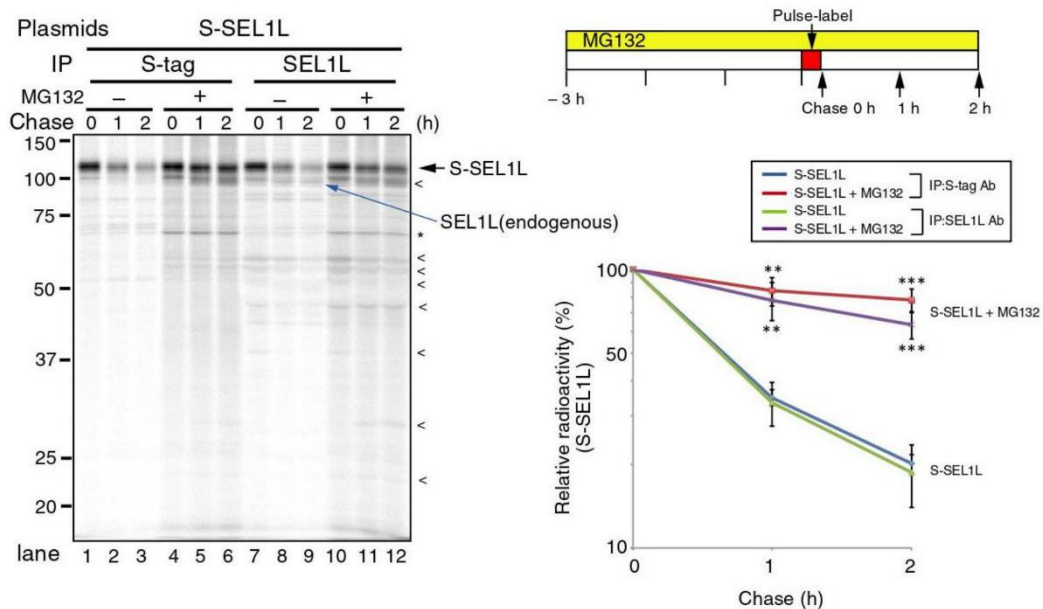 Plasmids S-SEL1L
IP S-tag SEL1L
MG132 − + − +
Chase 0 1 2 0 1 2 0 1 2 0 1 2 (h)
150
100
75
50
37
25
20
S-SEL1L
<
SEL1L(endogenous)
*
<
<
<
<
<
<
<
lane 1 2 3 4 5 6 7 8 9 10 11 12
Pulse-label
MG132
– 3 h
Chase 0 h 1 h 2 h
S-SEL1L
S-SEL1L + MG132
IP:S-tag Ab
S-SEL1L
S-SEL1L + MG132
IP:SEL1L Ab
Relative radioactivity (%)
(S-SEL1L)
100
50
10
** ***
** ***
S-SEL1L + MG132
S-SEL1L
0 1 2
Chase (h)